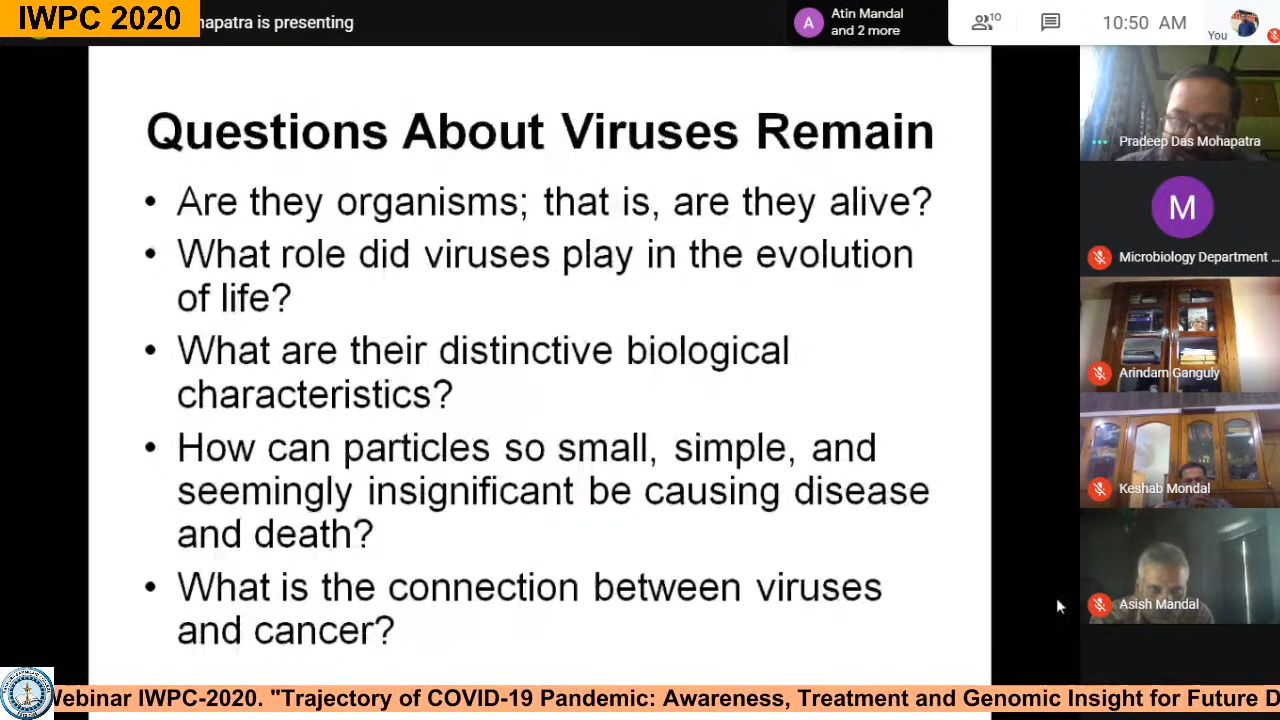 IWPC 2020
apatra is presenting
A
Atin Mandal
and 2 more
10
10:50 AM
You
Questions About Viruses Remain
• Are they organisms; that is, are they alive?
• What role did viruses play in the evolution
of life?
• What are their distinctive biological
characteristics?
• How can particles so small, simple, and
seemingly insignificant be causing disease
and death?
• What is the connection between viruses
and cancer?
Pradeep Das Mohapatra
M
Microbiology Department ...
Arindam Ganguly
Keshab Mondal
Asish Mandal
Webinar IWPC-2020. "Trajectory of COVID-19 Pandemic: Awareness, Treatment and Genomic Insight for Future D